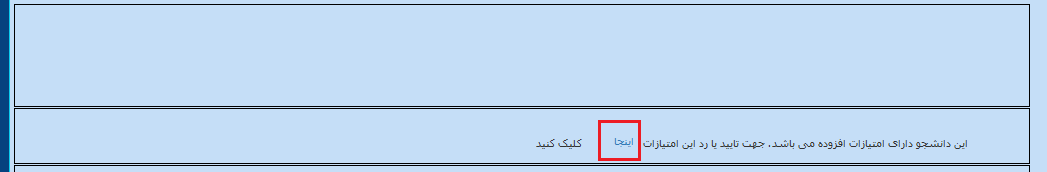 این دانشجو دارای امتیازات افزوده می باشد، جهت تایید یا رد این امتیازات اینجا کلیک کنید